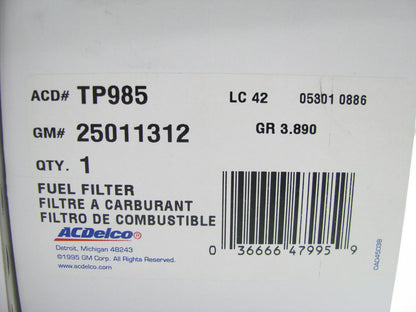 ACD# TP985 LC 42 05301 0886
GM# 25011312 GR 3.890
QTY. 1
FUEL FILTER
FILTRE A CARBURANT
FILTRO DE COMBUSTIBLE
ACDelco®
Detroit, Michigan 48243
©1995 GM Corp. All Rights Reserved
www.acdelco.com
0 36666 47995 9